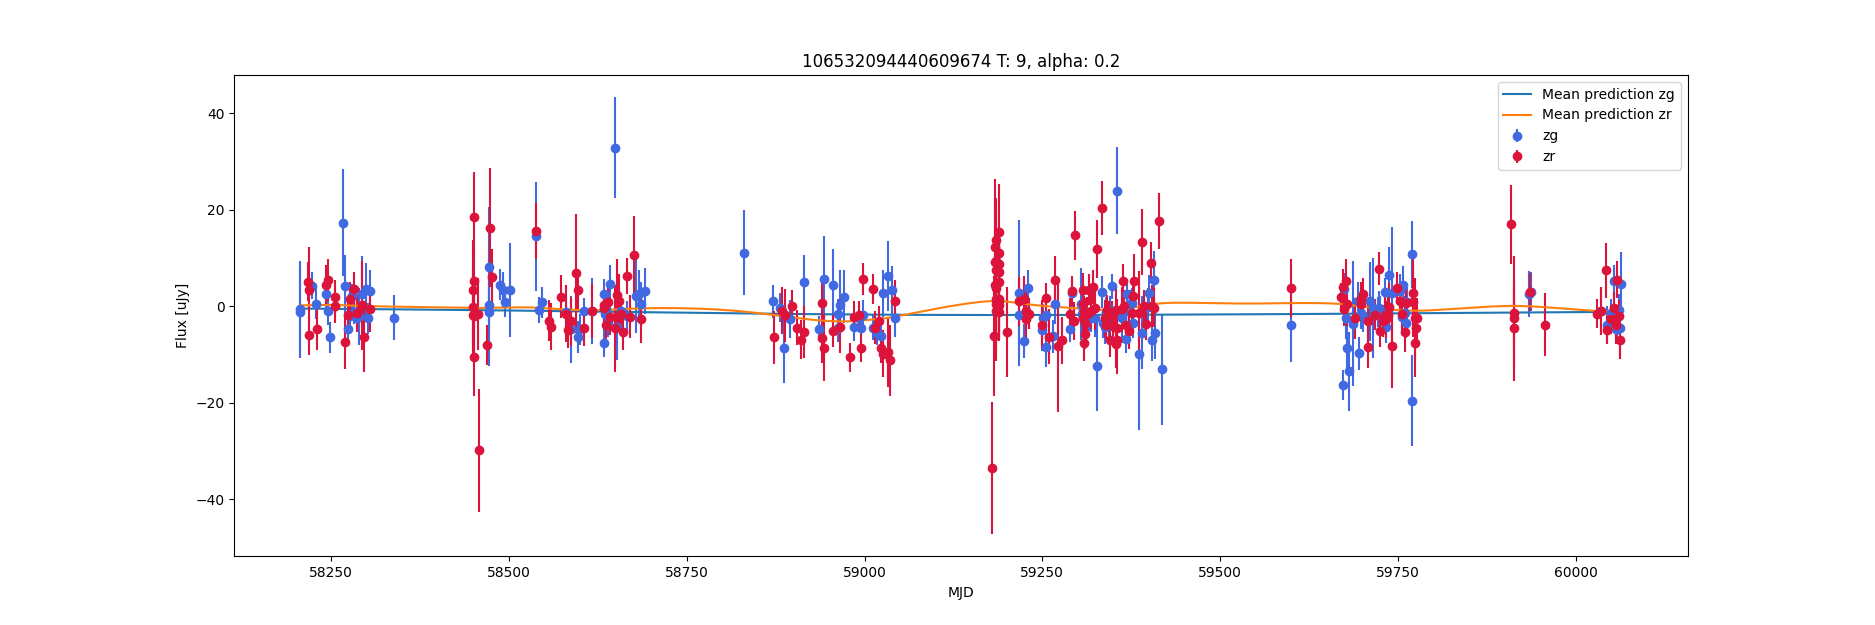 106532094440609674 T: 9, alpha: 0.2
Mean prediction zg
Mean prediction zr
zg
zr
40
20
0
−20
−40
Flux [uJy]
58250 58500 58750 59000 59250 59500 59750 60000
MJD